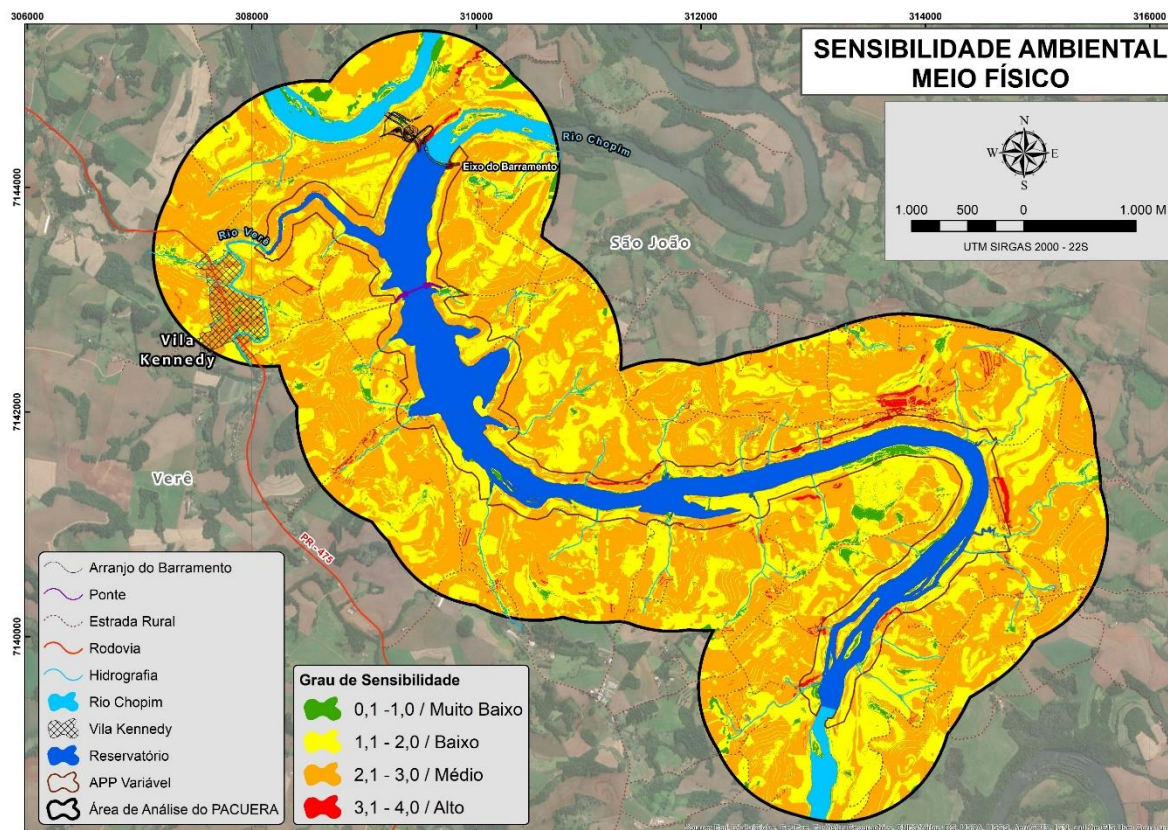 306000 308000 310000 312000 314000 316000
SENSIBILIDADE AMBIENTAL
MEIO FÍSICO
N
W E
S
1.000 500 0 1.000 M
UTM SIRGAS 2000 - 22S
7144000
7142000
7140000
Rio Chopim
Eixo do Barramento
Rio Verê
São João
Vila
Kennedy
Verê
PR - 475
Arranjo do Barramento
Ponte
Estrada Rural
Rodovia
Hidrografia
Rio Chopim
Vila Kennedy
Reservatório
APP Variável
Área de Análise do PACUERA
Grau de Sensibilidade
0,1 -1,0 / Muito Baixo
1,1 - 2,0 / Baixo
2,1 - 3,0 / Médio
3,1 - 4,0 / Alto